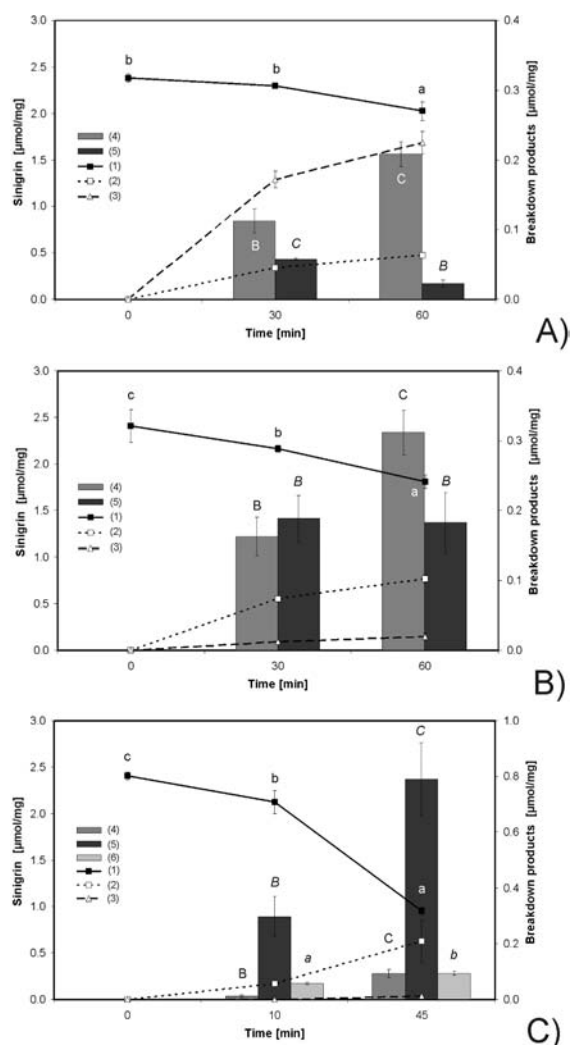 3.0
2.5
2.0
1.5
1.0
0.5
0.0
Sinigrin [µmol/mg]
0.4
0.3
0.2
0.1
0.0
Breakdown products [µmol/mg]
b
b
a
(4)
(5)
(1)
(2)
(3)
B
C
C
B
0
30
60
Time [min]
A)
3.0
2.5
2.0
1.5
1.0
0.5
0.0
Sinigrin [µmol/mg]
0.4
0.3
0.2
0.1
0.0
Breakdown products [µmol/mg]
c
b
a
(4)
(5)
(1)
(2)
(3)
B
B
C
B
0
30
60
Time [min]
B)
3.0
2.5
2.0
1.5
1.0
0.5
0.0
Sinigrin [µmol/mg]
1.0
0.8
0.6
0.4
0.2
0.0
Breakdown products [µmol/mg]
c
b
a
(4)
(5)
(6)
(1)
(2)
(3)
B
B
a
C
C
b
0
10
45
Time [min]
C)